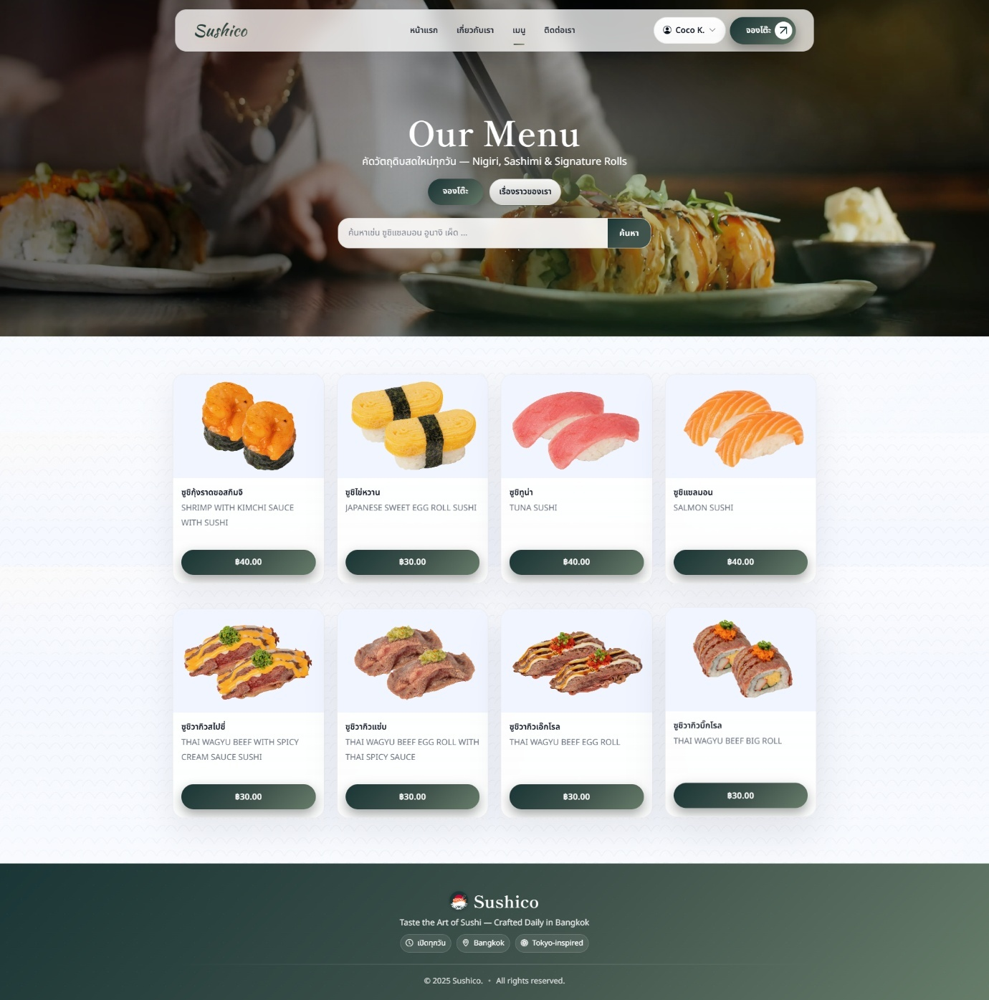 Sushico
หน้าแรก เกี่ยวกับเรา เมนู ติดต่อเรา Coco K. จองโต๊ะ
Our Menu
คัดวัตถุดิบสดใหม่ทุกวัน — Nigiri, Sashimi & Signature Rolls
จองโต๊ะ เรื่องราวของเรา
ค้นหาเช่น ซูชิแซลมอน อูนางิ เผ็ด ... ค้นหา
ซูชิกุ้งราดซอสกิมจิ
SHRIMP WITH KIMCHI SAUCE
WITH SUSHI
฿40.00
ซูชิไข่หวาน
JAPANESE SWEET EGG ROLL SUSHI
฿30.00
ซูชิทูน่า
TUNA SUSHI
฿40.00
ซูชิแซลมอน
SALMON SUSHI
฿40.00
ซูชิวากิวสไปซี่
THAI WAGYU BEEF WITH SPICY
CREAM SAUCE SUSHI
฿30.00
ซูชิวากิวแซ่บ
THAI WAGYU BEEF EGG ROLL WITH
THAI SPICY SAUCE
฿30.00
ซูชิวากิวเอ๊กโรล
THAI WAGYU BEEF EGG ROLL
฿30.00
ซูชิวากิวบิ๊กโรล
THAI WAGYU BEEF BIG ROLL
฿30.00
Sushico
Taste the Art of Sushi — Crafted Daily in Bangkok
เปิดทุกวัน Bangkok Tokyo-inspired
© 2025 Sushico. • All rights reserved.